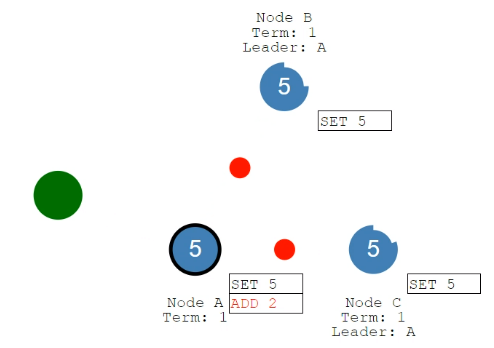 Node B
Term: 1
Leader: A
5
SET 5
5
SET 5
ADD 2
Node A
Term: 1
5
SET 5
Node C
Term: 1
Leader: A